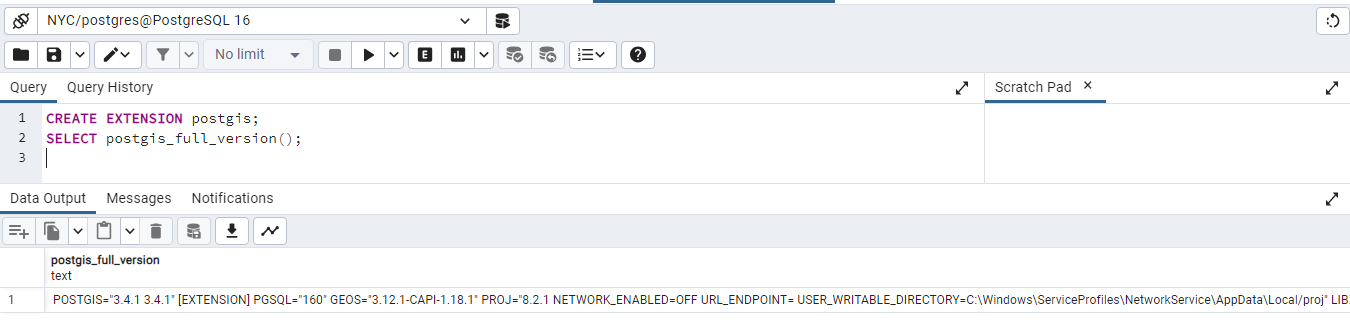 NYC/postgres@PostgreSQL 16
No limit
E
Query
Query History
Scratch Pad
1 CREATE EXTENSION postgis;
2 SELECT postgis_full_version();
3
Data Output
Messages
Notifications
postgis_full_version
text
1 POSTGIS="3.4.1 3.4.1" [EXTENSION] PGSQL="160" GEOS="3.12.1-CAPI-1.18.1" PROJ="8.2.1 NETWORK_ENABLED=OFF URL_ENDPOINT= USER_WRITABLE_DIRECTORY=C:\Windows\ServiceProfiles\NetworkService\AppData\Local/proj"